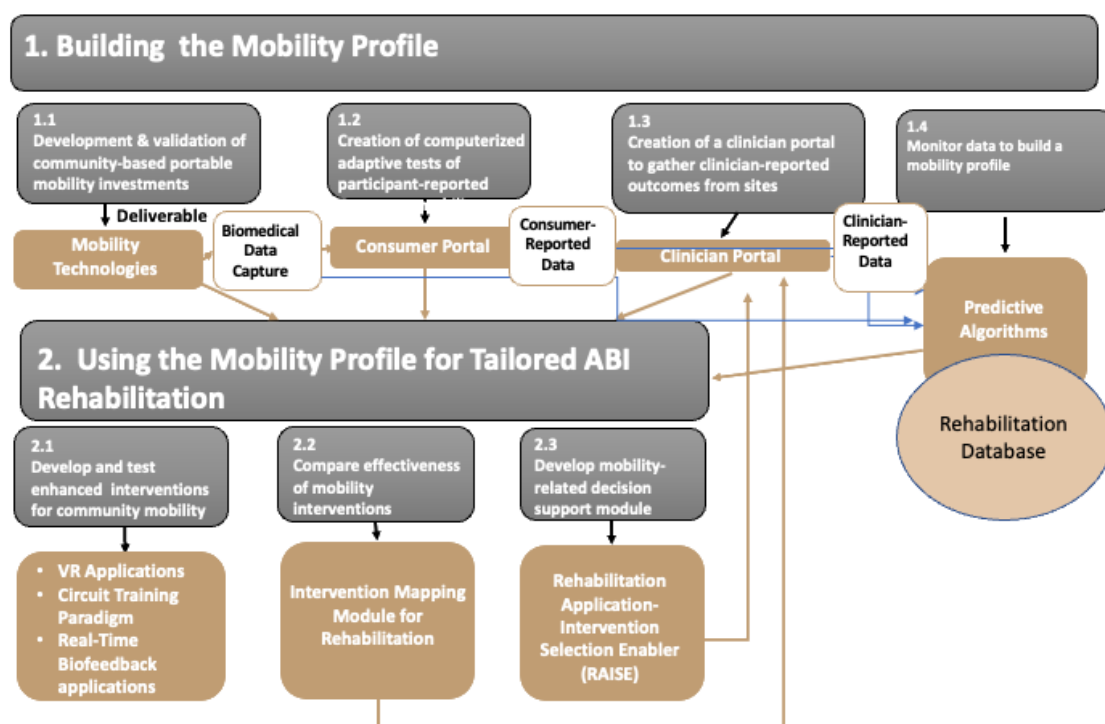 1. Building the Mobility Profile
1.1
Development & validation of
community-based portable
mobility investments
1.2
Creation of computerized
adaptive tests of
participant-reported
1.3
Creation of a clinician portal
to gather clinician-reported
outcomes from sites
1.4
Monitor data to build a
mobility profile
Deliverable
Mobility
Technologies
Biomedical
Data
Capture
Consumer Portal
Consumer-
Reported
Data
Clinician Portal
Clinician-
Reported
Data
Predictive
Algorithms
Rehabilitation
Database
2. Using the Mobility Profile for Tailored ABI
Rehabilitation
2.1
Develop and test
enhanced interventions
for community mobility
2.2
Compare effectiveness
of mobility
interventions
2.3
Develop mobility-
related decision
support module
• VR Applications
• Circuit Training
Paradigm
• Real-Time
Biofeedback
applications
Intervention Mapping
Module for
Rehabilitation
Rehabilitation
Application-
Intervention
Selection Enabler
(RAISE)